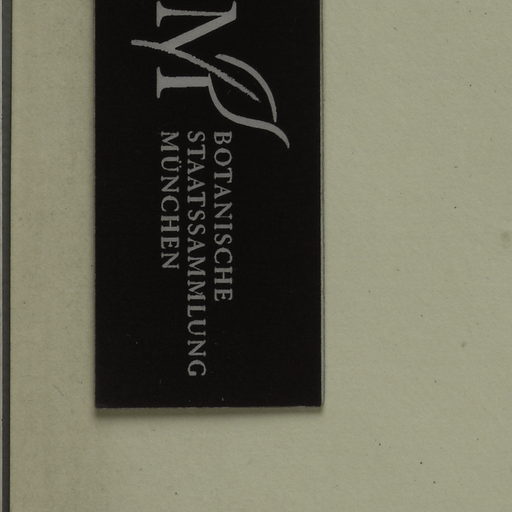 M
BOTANISCHE
STAATSSAMMLUNG
MÜNCHEN